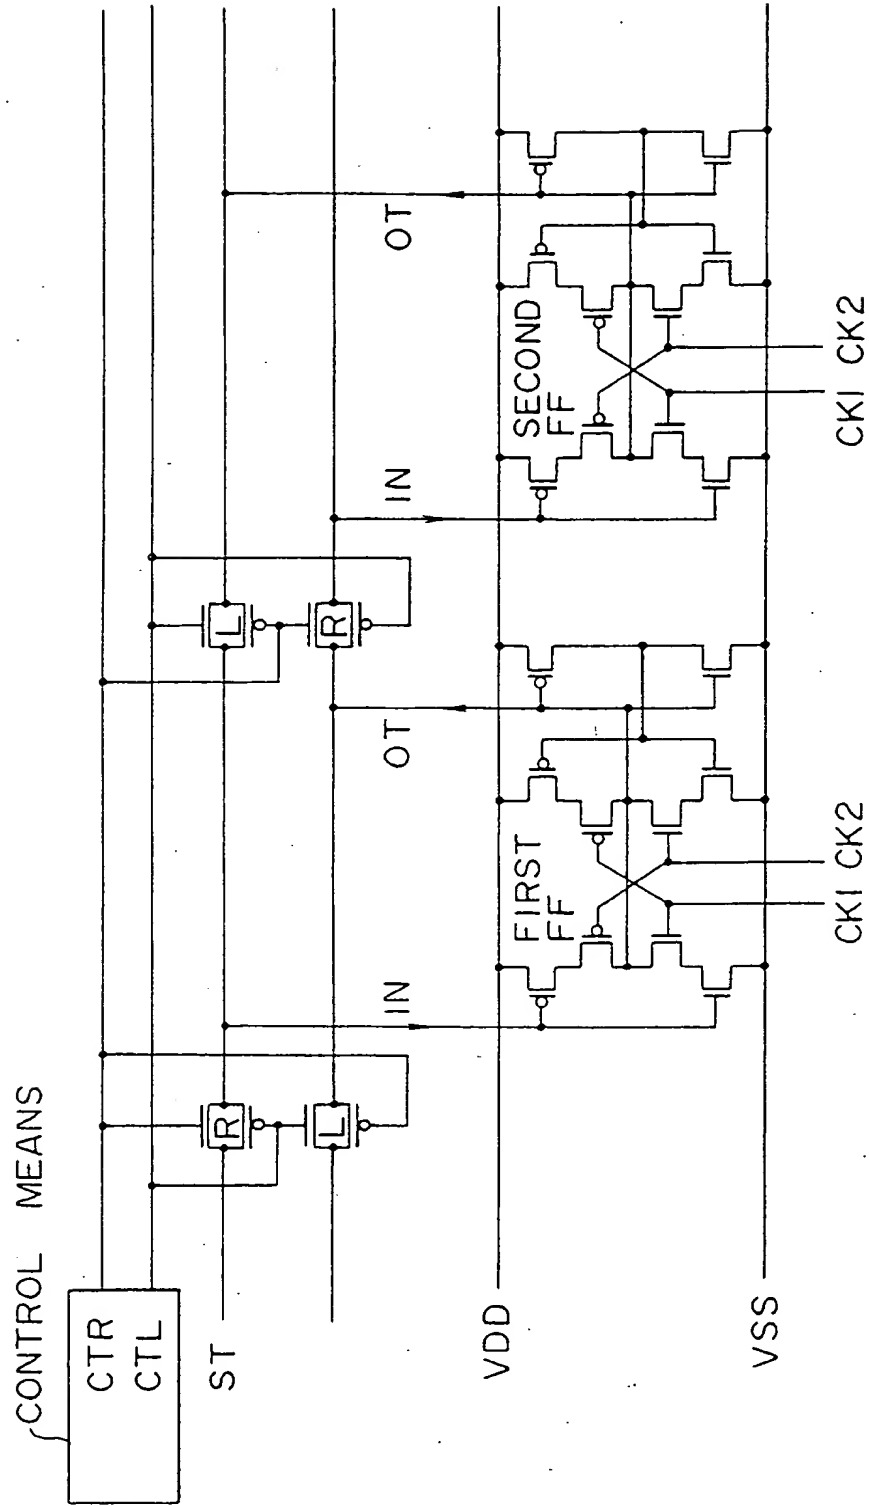 CONTROL MEANS
CTR
CTL
ST
R
L
L
R
IN
OT
IN
OT
VDD
FIRST
FF
SECOND
FF
VSS
CK1
CK2
CK1
CK2